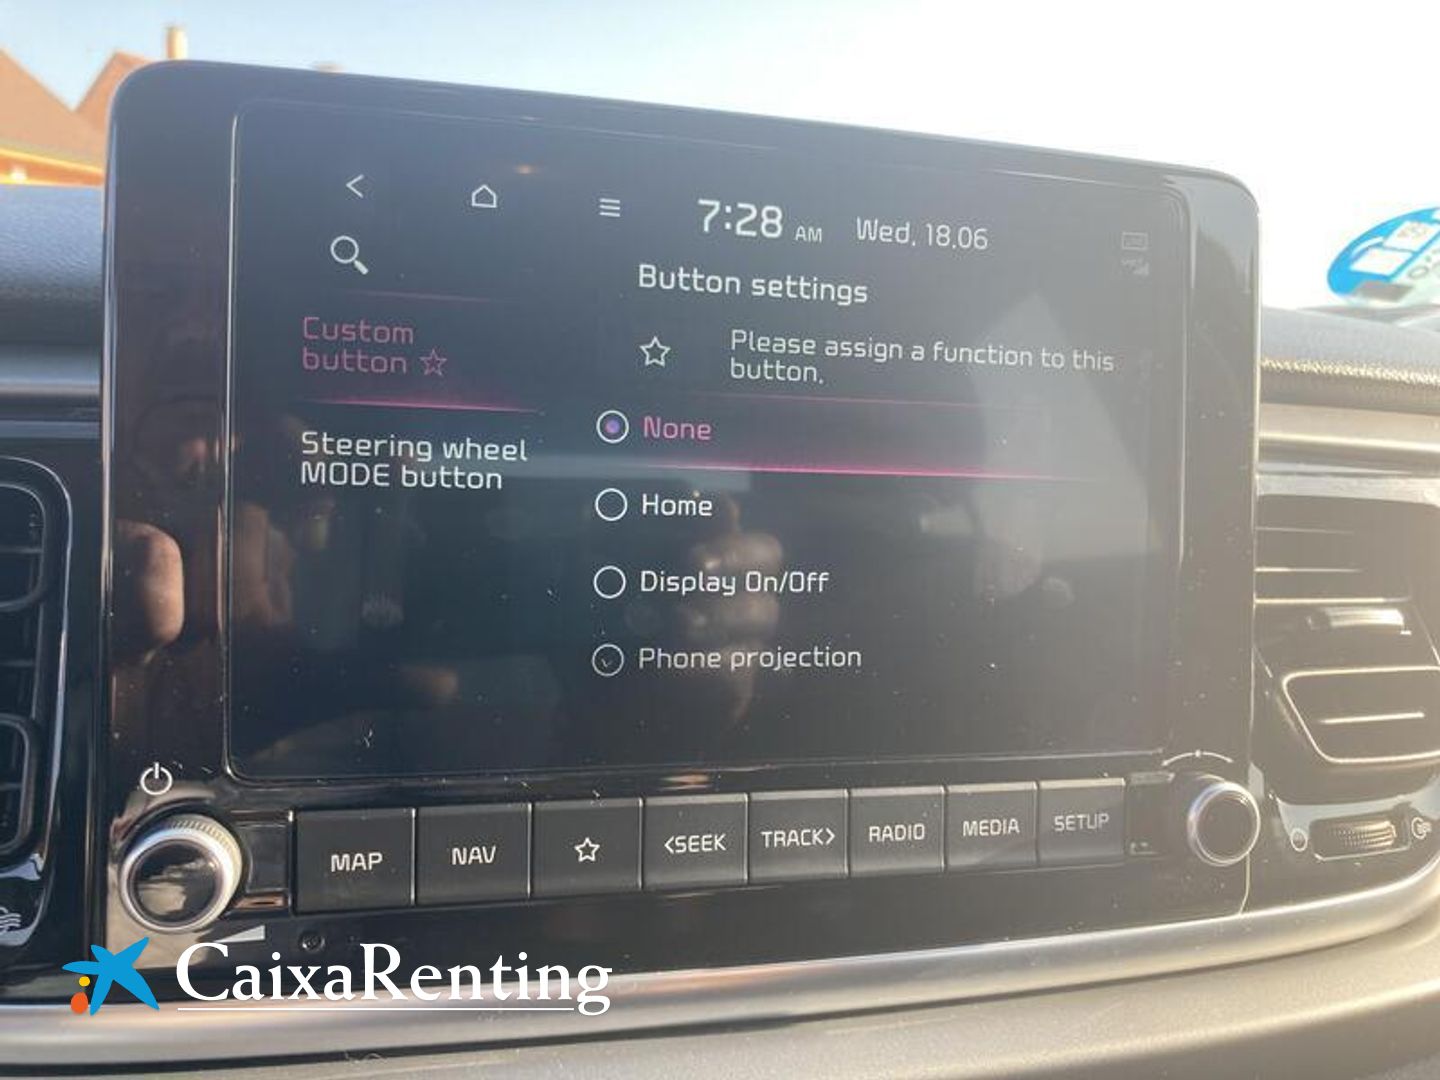 7:28 AM Wed, 18.06
Button settings
Custom
button
Steering wheel
MODE button
Please assign a function to this
button.
None
Home
Display On/Off
Phone projection
MAP
NAV
<SEEK
TRACK>
RADIO
MEDIA
SETUP
CaixaRenting